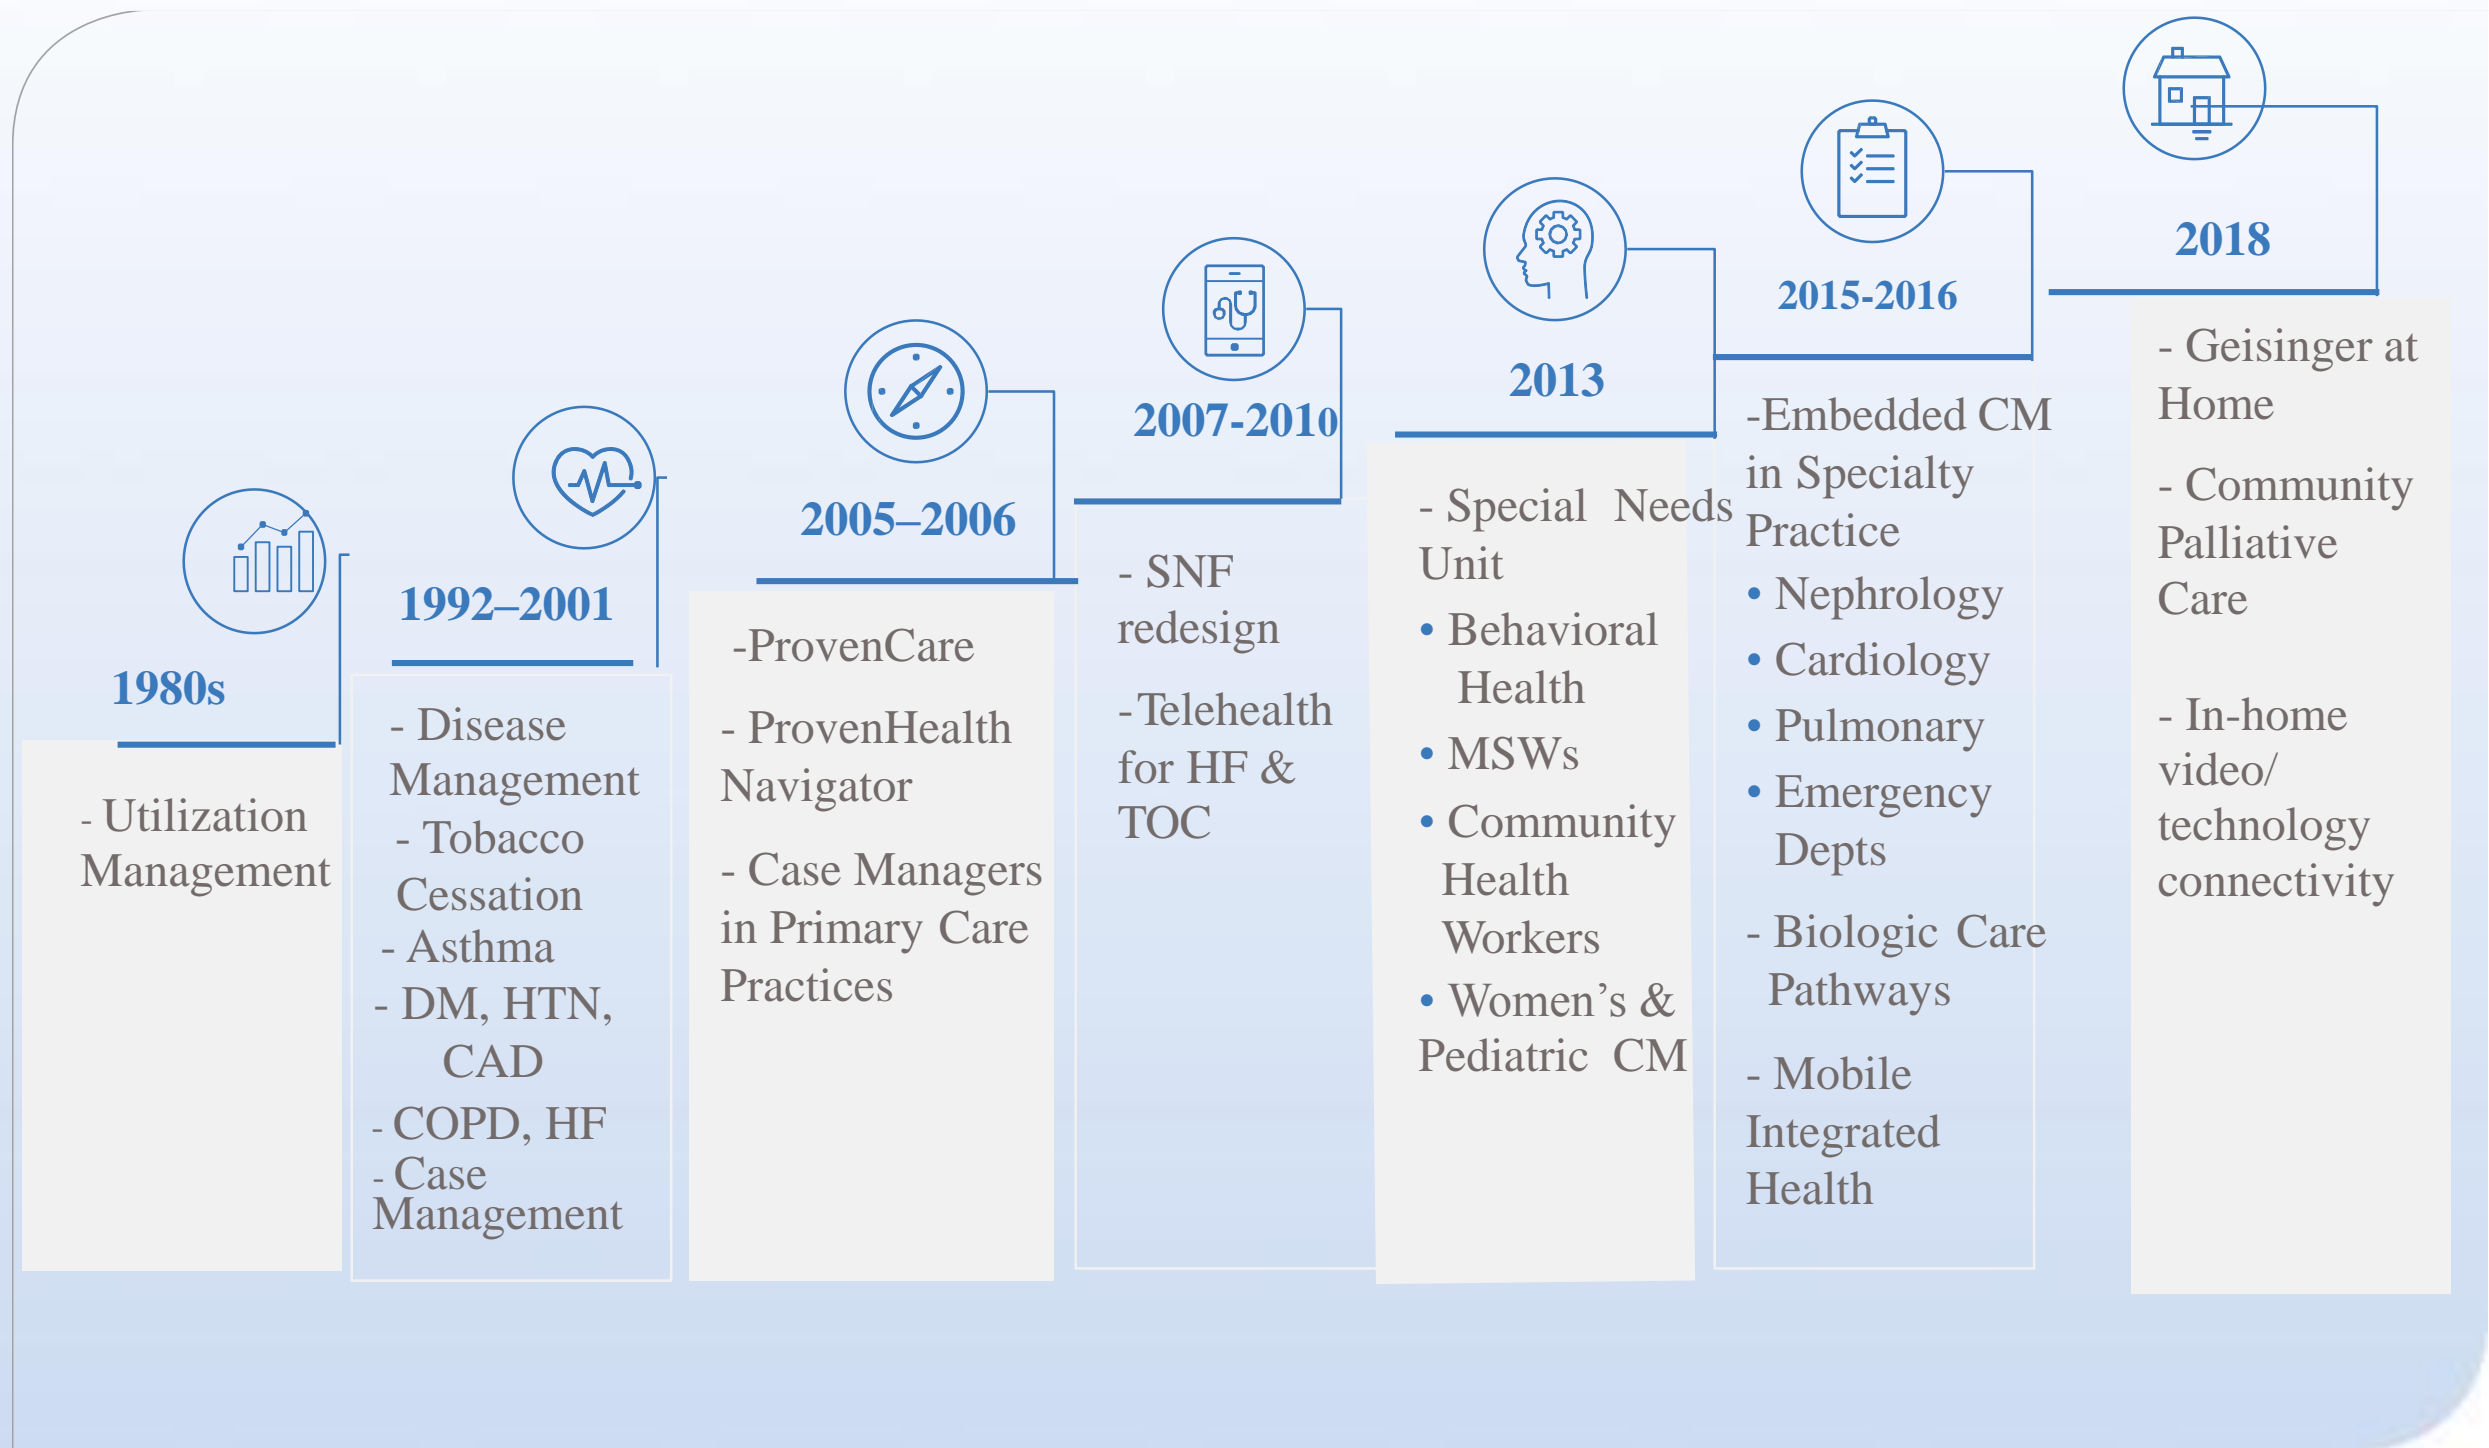 1980s
- Utilization
Management
1992–2001
- Disease
Management
- Tobacco
Cessation
- Asthma
- DM, HTN,
CAD
- COPD, HF
- Case
Management
2005–2006
-ProvenCare
- ProvenHealth
Navigator
- Case Managers
in Primary Care
Practices
2007-2010
- SNF
redesign
-Telehealth
for HF &
TOC
2013
- Special Needs
Unit
• Behavioral
Health
• MSWs
• Community
Health
Workers
• Women’s &
Pediatric CM
2015-2016
-Embedded CM
in Specialty
Practice
• Nephrology
• Cardiology
• Pulmonary
• Emergency
Depts
- Biologic Care
Pathways
- Mobile
Integrated
Health
2018
- Geisinger at
Home
- Community
Palliative
Care
- In-home
video/
technology
connectivity